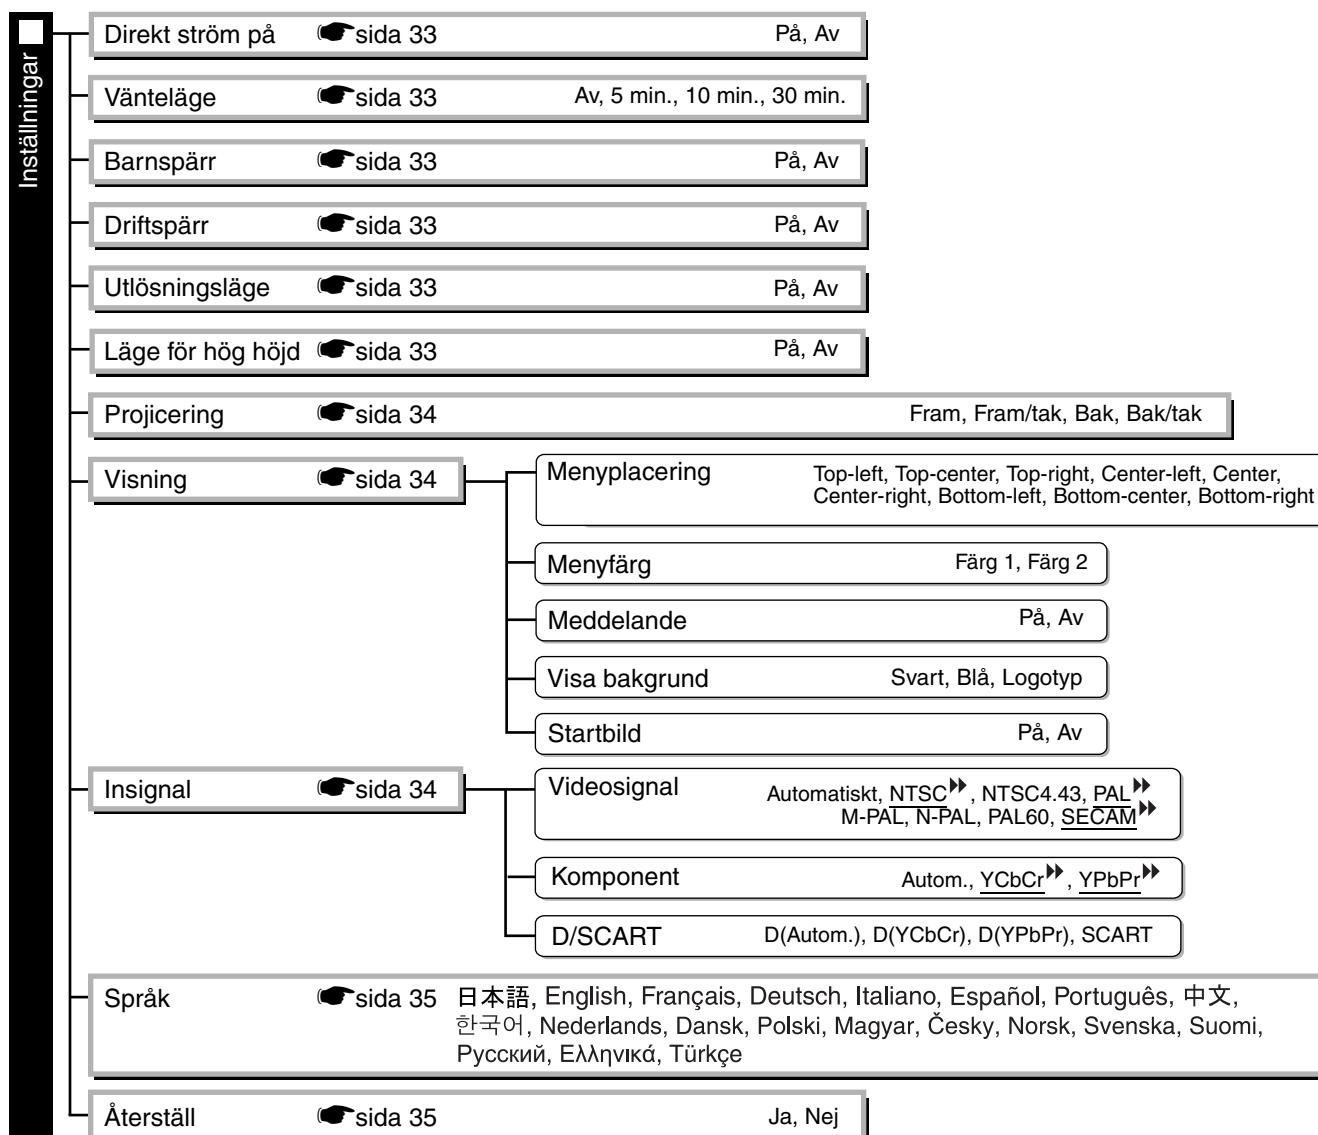 Inställningar
Direkt ström på ☛sida 33 På, Av
Vänteläge ☛sida 33 Av, 5 min., 10 min., 30 min.
Barnspärr ☛sida 33 På, Av
Driftspärr ☛sida 33 På, Av
Utlösningsläge ☛sida 33 På, Av
Läge för hög höjd ☛sida 33 På, Av
Projicering ☛sida 34 Fram, Fram/tak, Bak, Bak/tak
Visning ☛sida 34
Menyplacering Top-left, Top-center, Top-right, Center-left, Center,
Center-right, Bottom-left, Bottom-center, Bottom-right
Menyfärg Färg 1, Färg 2
Meddelande På, Av
Visa bakgrund Svart, Blå, Logotyp
Startbild På, Av
Insignal ☛sida 34
Videosignal Automatiskt, NTSC, NTSC4.43, PAL
M-PAL, N-PAL, PAL60, SECAM
Komponent Autom., YCbCr, YPbPr
D/SCART D(Autom.), D(YCbCr), D(YPbPr), SCART
Språk ☛sida 35 日本語, English, Français, Deutsch, Italiano, Español, Português, 中文,
한국어, Nederlands, Dansk, Polski, Magyar, Česky, Norsk, Svenska, Suomi,
Русский, Ελληνικά, Türkçe
Återställ ☛sida 35 Ja, Nej